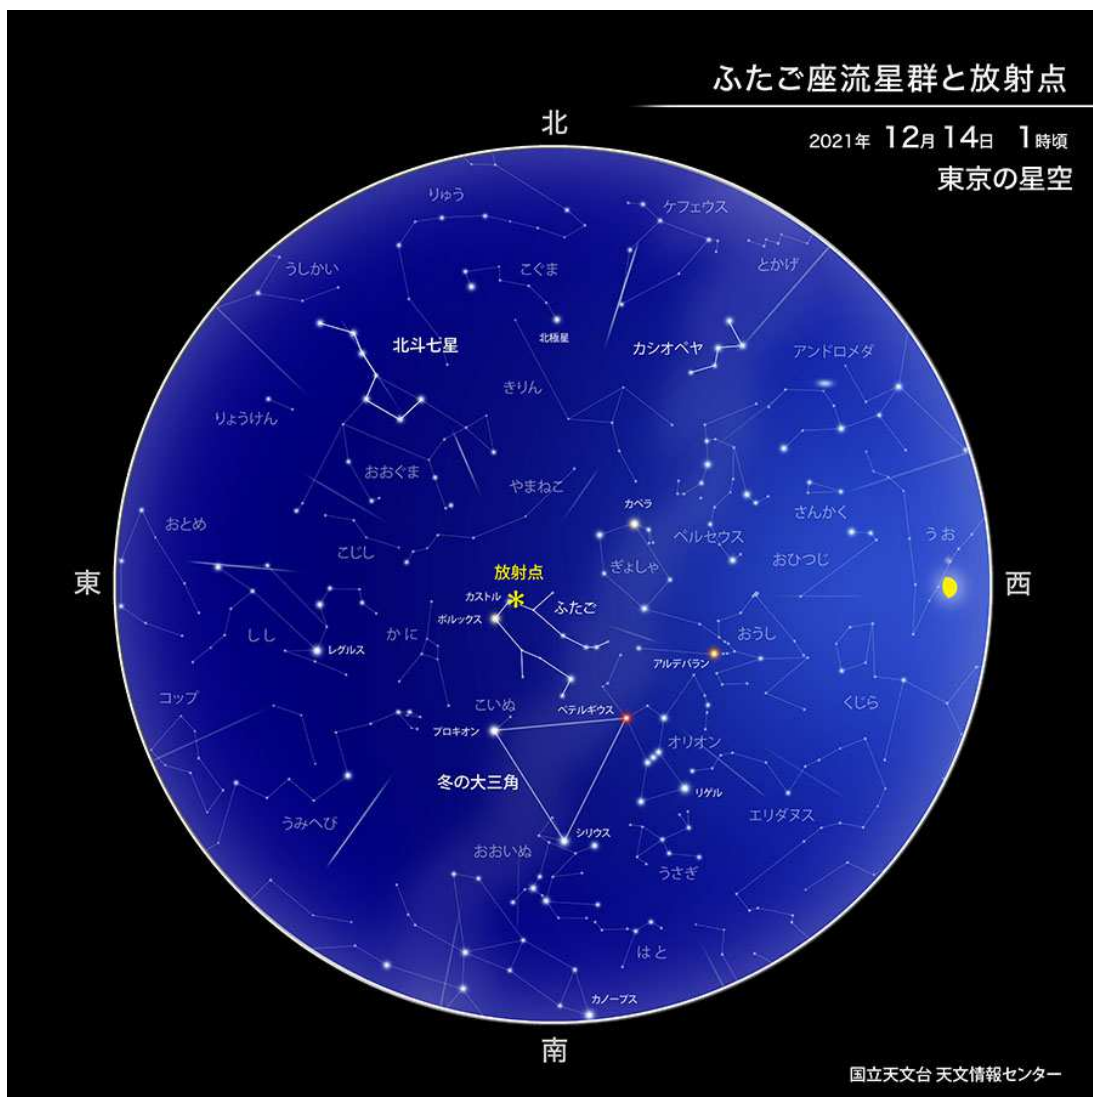 ふたご座流星群と放射点
2021年 12月 14日 1時頃
東京の星空
北
りゅう
ケフェウス
とかげ
うしかい
こぐま
北極星
北斗七星
カシオペヤ
アンドロメダ
きりん
りょうけん
おおぐま
やまねこ
カペラ
さんかく
おとめ
ペルセウス
うお
こじし
おひつじ
ぎょしゃ
放射点
東
西
カストル
ふたご
ポルックス
しし
レグルス
かに
おうし
アルデバラン
コップ
こいぬ
ベテルギウス
くじら
プロキオン
オリオン
冬の大三角
リゲル
うみへび
エリダヌス
シリウス
おおいぬ
うさぎ
はと
カノープス
南
国立天文台 天文情報センター